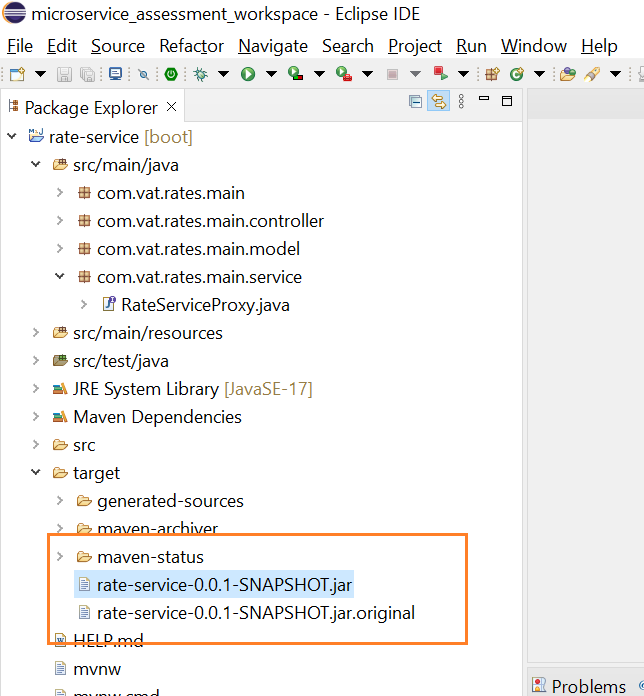 microservice_assessment_workspace - Eclipse IDE
File Edit Source Refactor Navigate Search Project Run Window Help
Package Explorer
rate-service [boot]
src/main/java
com.vat.rates.main
com.vat.rates.main.controller
com.vat.rates.main.model
com.vat.rates.main.service
RateServiceProxy.java
src/main/resources
src/test/java
JRE System Library [JavaSE-17]
Maven Dependencies
src
target
generated-sources
maven-archiver
maven-status
rate-service-0.0.1-SNAPSHOT.jar
rate-service-0.0.1-SNAPSHOT.jar.original
HELP.md
mvnw
mvnw.cmd
Problems